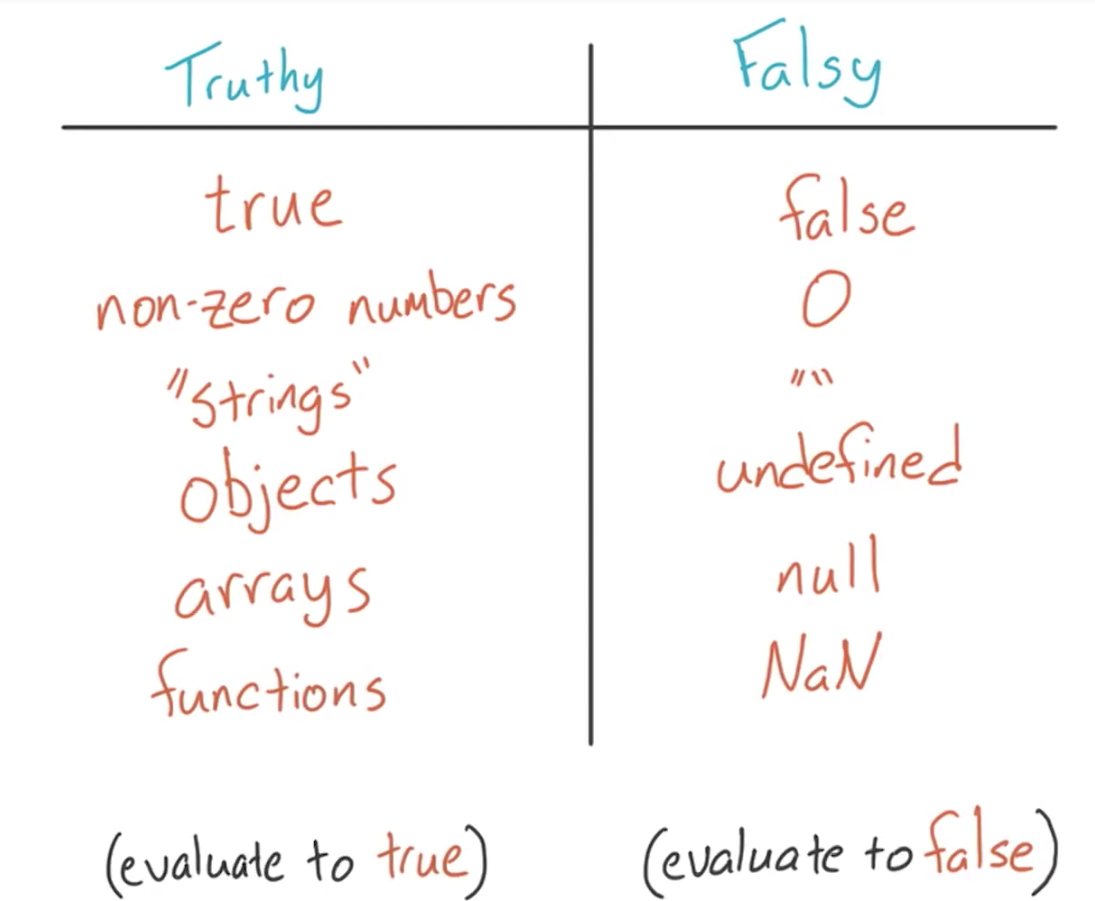 Truthy
Falsy
true
false
non-zero numbers
0
"strings"
""
objects
undefined
arrays
null
functions
NaN
(evaluate to true)
(evaluate to false)